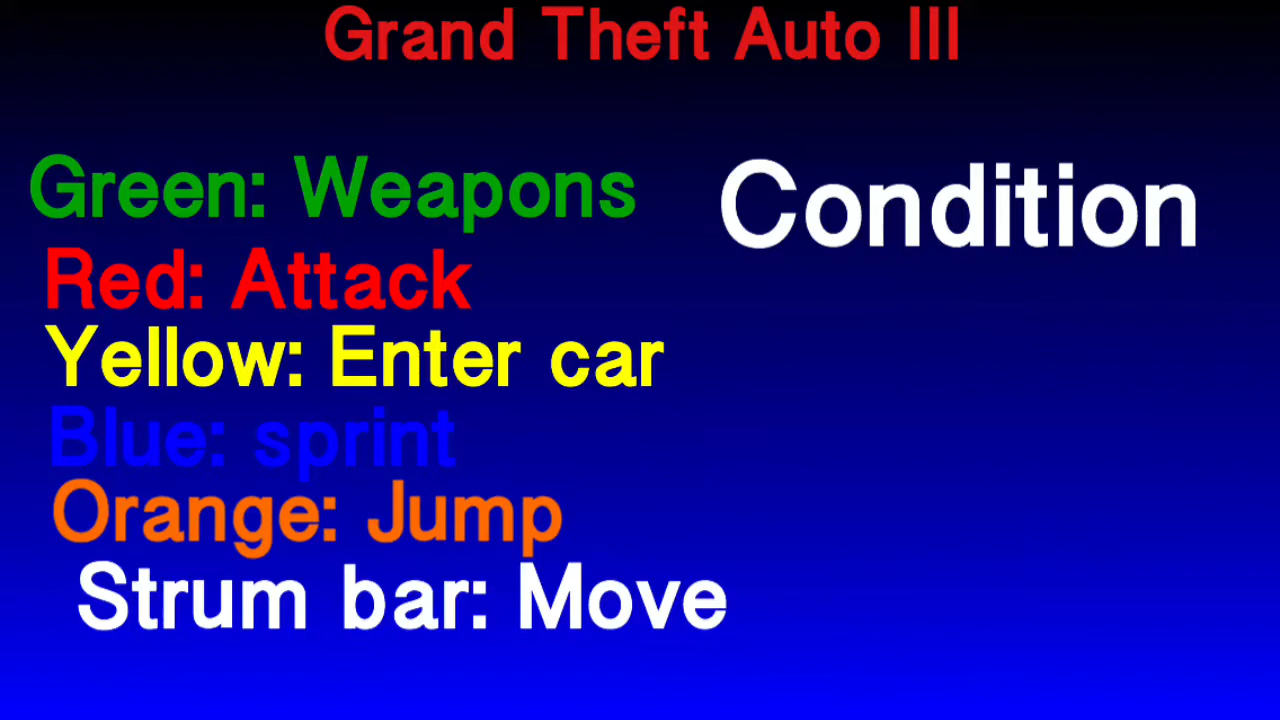 Grand Theft Auto III
Green: Weapons
Red: Attack
Yellow: Enter car
Blue: sprint
Orange: Jump
Strum bar: Move
Condition